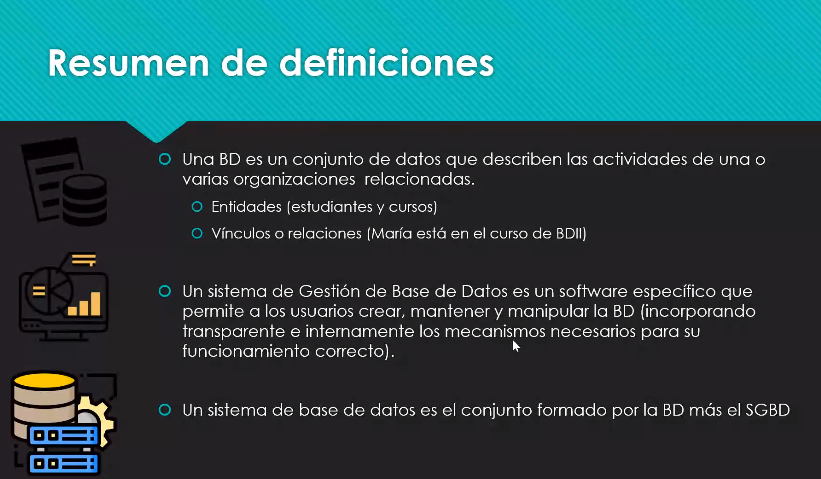 Resumen de definiciones
Una BD es un conjunto de datos que describen las actividades de una o
varias organizaciones relacionadas.
Entidades (estudiantes y cursos)
Vínculos o relaciones (María está en el curso de BDII)
Un sistema de Gestión de Base de Datos es un software específico que
permite a los usuarios crear, mantener y manipular la BD (incorporando
transparente e internamente los mecanismos necesarios para su
funcionamiento correcto).
Un sistema de base de datos es el conjunto formado por la BD más el SGBD